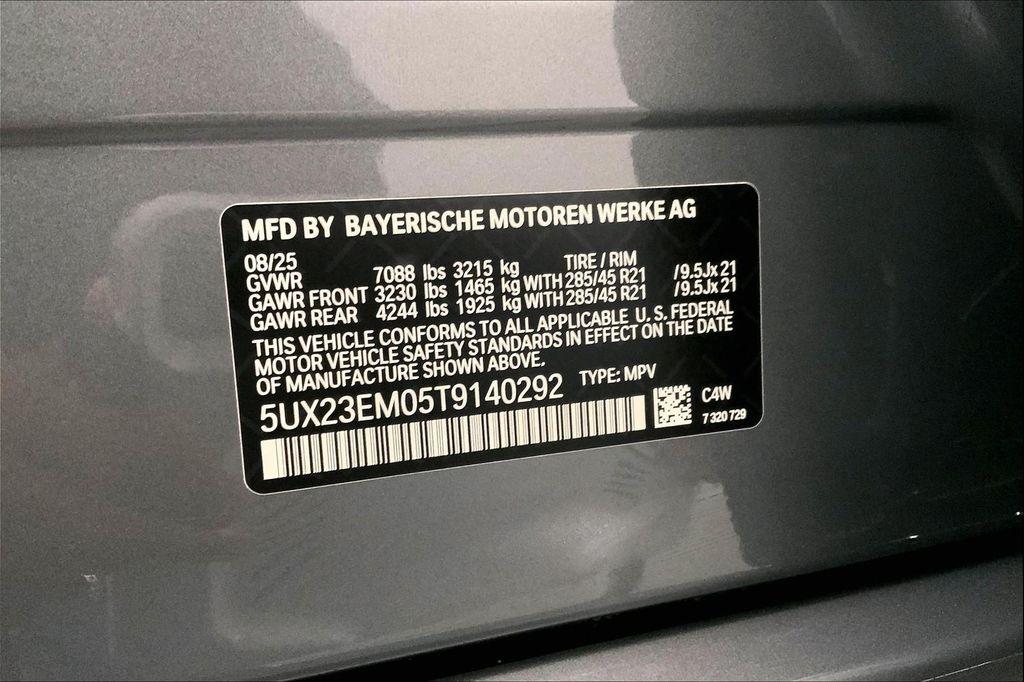 MFD BY BAYERISCHE MOTOREN WERKE AG
08/25 TIRE / RIM
GVWR 7088 lbs 3215 kg
GAWR FRONT 3230 lbs 1465 kg WITH 285/45 R21 /9.5Jx21
GAWR REAR 4244 lbs 1925 kg WITH 285/45 R21 /9.5Jx21
THIS VEHICLE CONFORMS TO ALL APPLICABLE U.S. FEDERAL
MOTOR VEHICLE SAFETY STANDARDS IN EFFECT ON THE DATE
OF MANUFACTURE SHOWN ABOVE.
TYPE: MPV
5UX23EM05T9140292
C4W
7 320 729